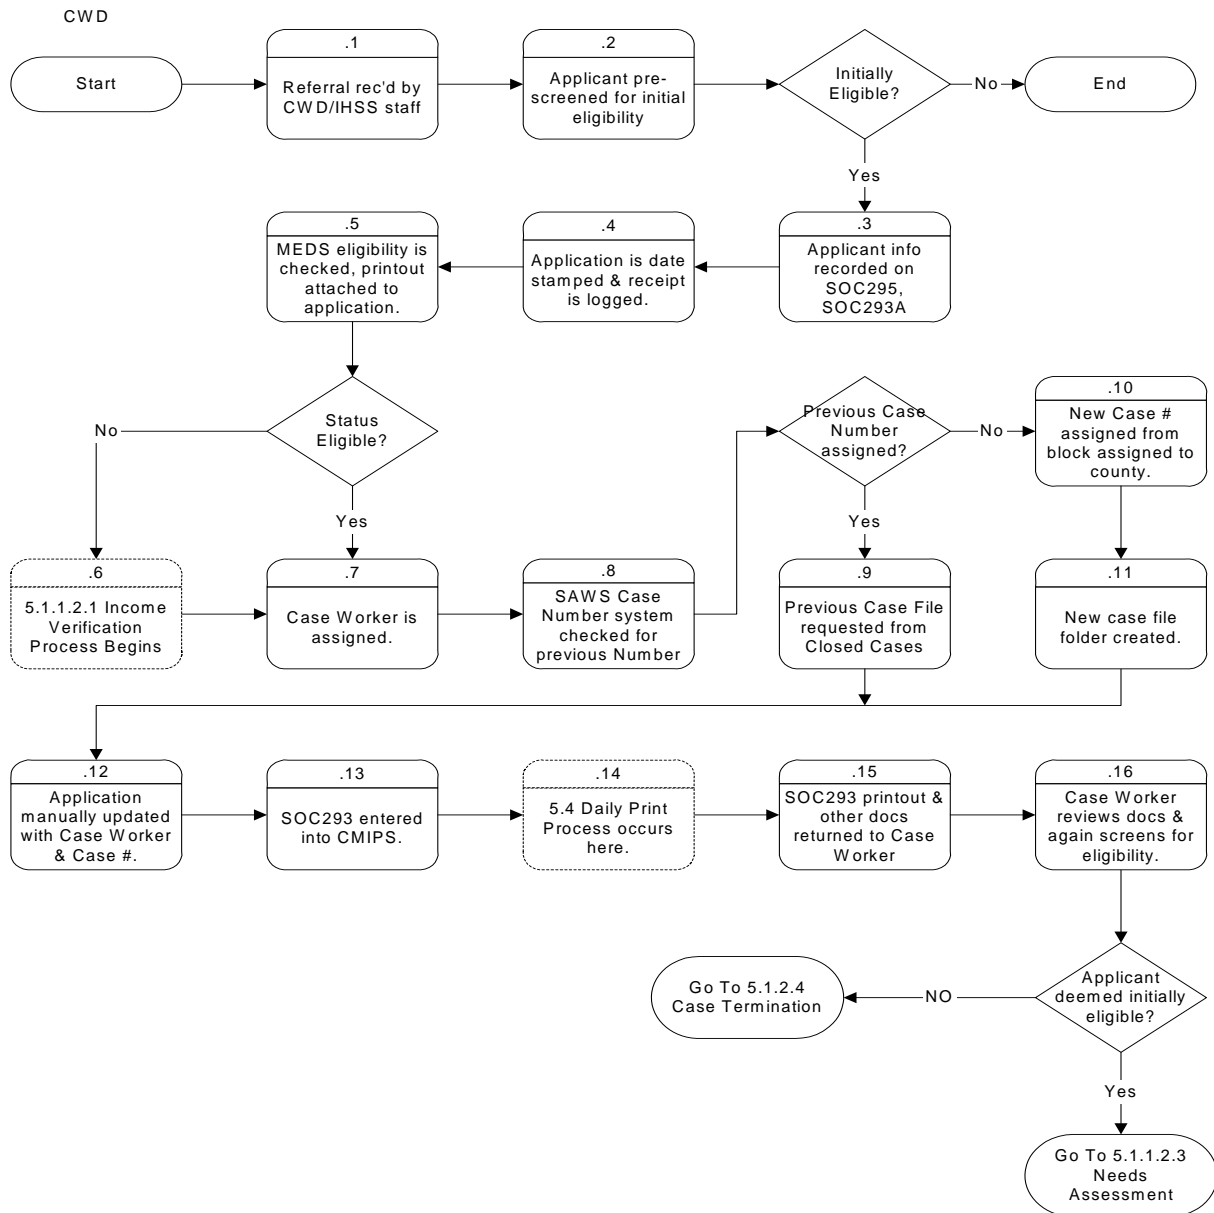 CWD
Start
.1
Referral rec'd by
CWD/IHSS staff
.2
Applicant pre-
screened for initial
eligibility
Initially
Eligible?
No
End
Yes
.3
Applicant info
recorded on
SOC295,
SOC293A
.4
Application is date
stamped & receipt
is logged.
.5
MEDS eligibility is
checked, printout
attached to
application.
Status
Eligible?
No
Yes
.6
5.1.1.2.1 Income
Verification
Process Begins
.7
Case Worker is
assigned.
.8
SAWS Case
Number system
checked for
previous Number
Previous Case
Number
assigned?
No
Yes
.9
Previous Case File
requested from
Closed Cases
.10
New Case #
assigned from
block assigned to
county.
.11
New case file
folder created.
.12
Application
manually updated
with Case Worker
& Case #.
.13
SOC293 entered
into CMIPS.
.14
5.4 Daily Print
Process occurs
here.
.15
SOC293 printout &
other docs
returned to Case
Worker
.16
Case Worker
reviews docs &
again screens for
eligibility.
Applicant
deemed initially
eligible?
NO
Go To 5.1.2.4
Case Termination
Yes
Go To 5.1.1.2.3
Needs
Assessment